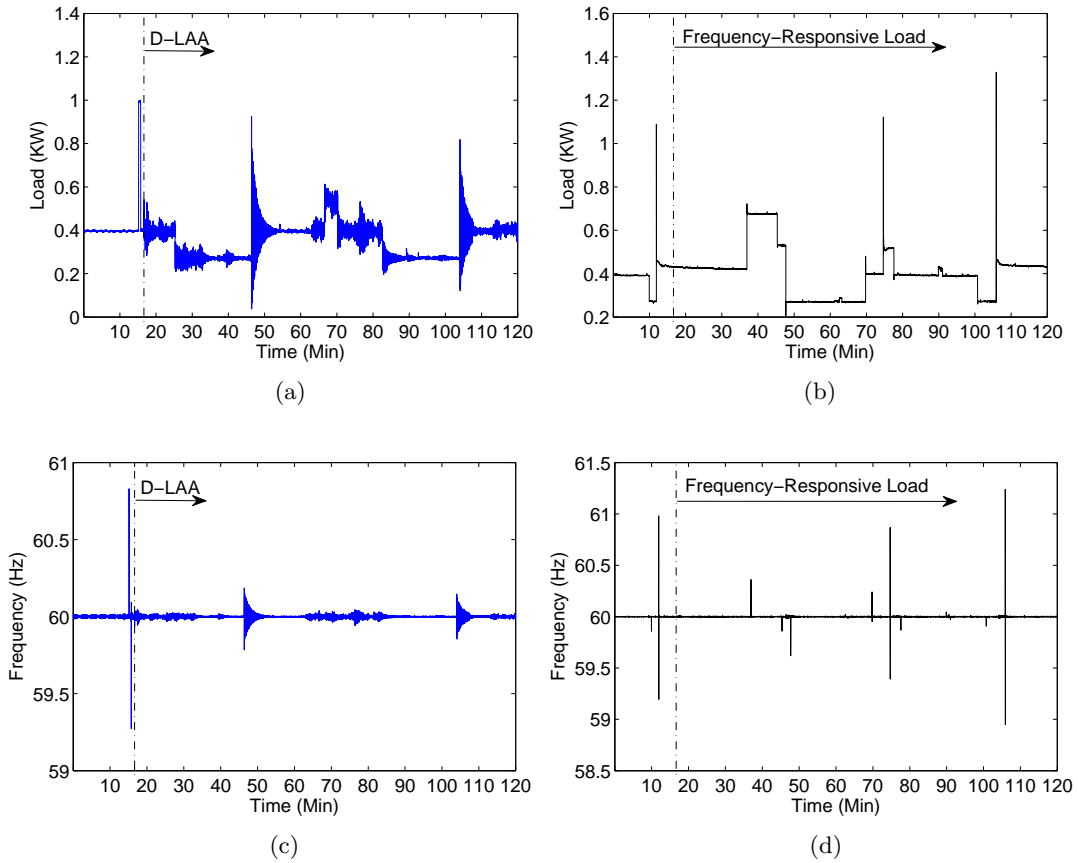 1.4
1.2
1
0.8
0.6
0.4
0.2
0
Load (KW)
D−LAA
10 20 30 40 50 60 70 80 90 100 110 120
Time (Min)
(a)
1.6
1.4
1.2
1
0.8
0.6
0.4
0.2
Load (KW)
Frequency−Responsive Load
10 20 30 40 50 60 70 80 90 100 110 120
Time (Min)
(b)
61
60.5
60
59.5
59
Frequency (Hz)
D−LAA
10 20 30 40 50 60 70 80 90 100 110 120
Time (Min)
(c)
61.5
61
60.5
60
59.5
59
58.5
Frequency (Hz)
Frequency−Responsive Load
10 20 30 40 50 60 70 80 90 100 110 120
Time (Min)
(d)